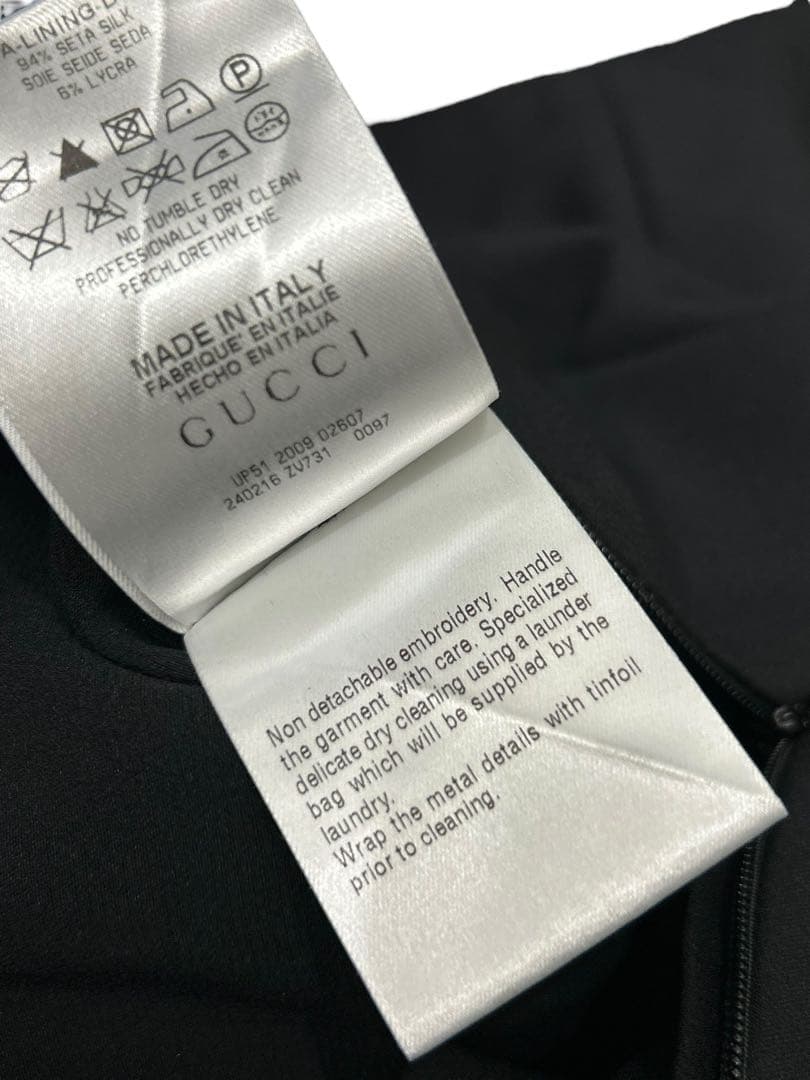 A-LINING-D
94% SETA SILK
SOIE SEIDE SEDA
6% LYCRA
P
NO TUMBLE DRY
PROFESSIONALLY DRY CLEAN
PERCHLORETHYLENE
MADE IN ITALY
FABRIQUE' EN ITALIE
HECHO EN ITALIA
GUCCI
UP51 2009 02607
240216 ZV731 0097
Non detachable embroidery. Handle
the garment with care. Specialized
delicate dry cleaning using a launder
bag which will be supplied by the
laundry.
Wrap the metal details with tinfoil
prior to cleaning.